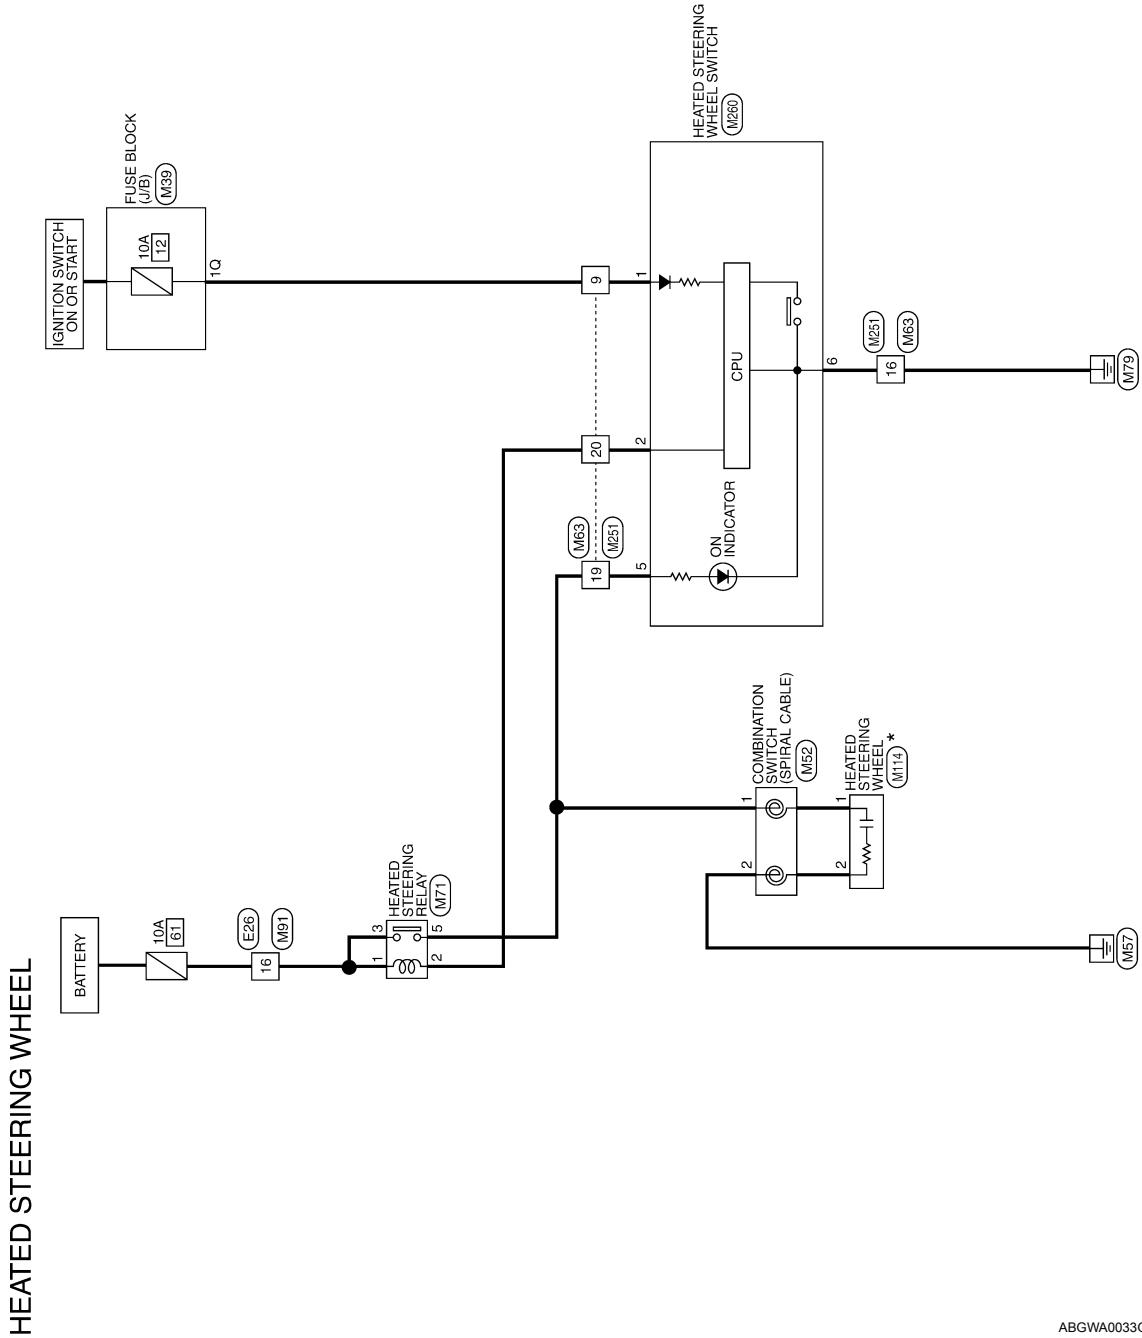 HEATED STEERING WHEEL
BATTERY
10A
61
E26
M91
16
1
3
HEATED
STEERING
RELAY
M71
2
5
IGNITION SWITCH
ON OR START
FUSE BLOCK
(J/B)
M39
10A
12
1Q
M63
M251
19
20
9
5
2
1
HEATED STEERING
WHEEL SWITCH
M260
ON
INDICATOR
CPU
6
M251
M63
16
M79
COMBINATION
SWITCH
(SPIRAL CABLE)
M52
2
1
2
1
HEATED
STEERING
WHEEL *
M114
M57